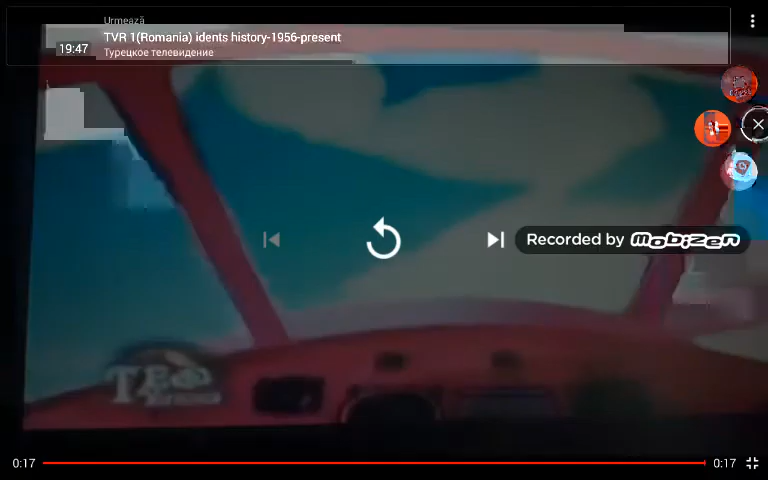 Urmează
TVR 1(Romania) idents history-1956-present
19:47
Турецкое телевидение
Recorded by Mobizen
ТЕФ
0:17
0:17